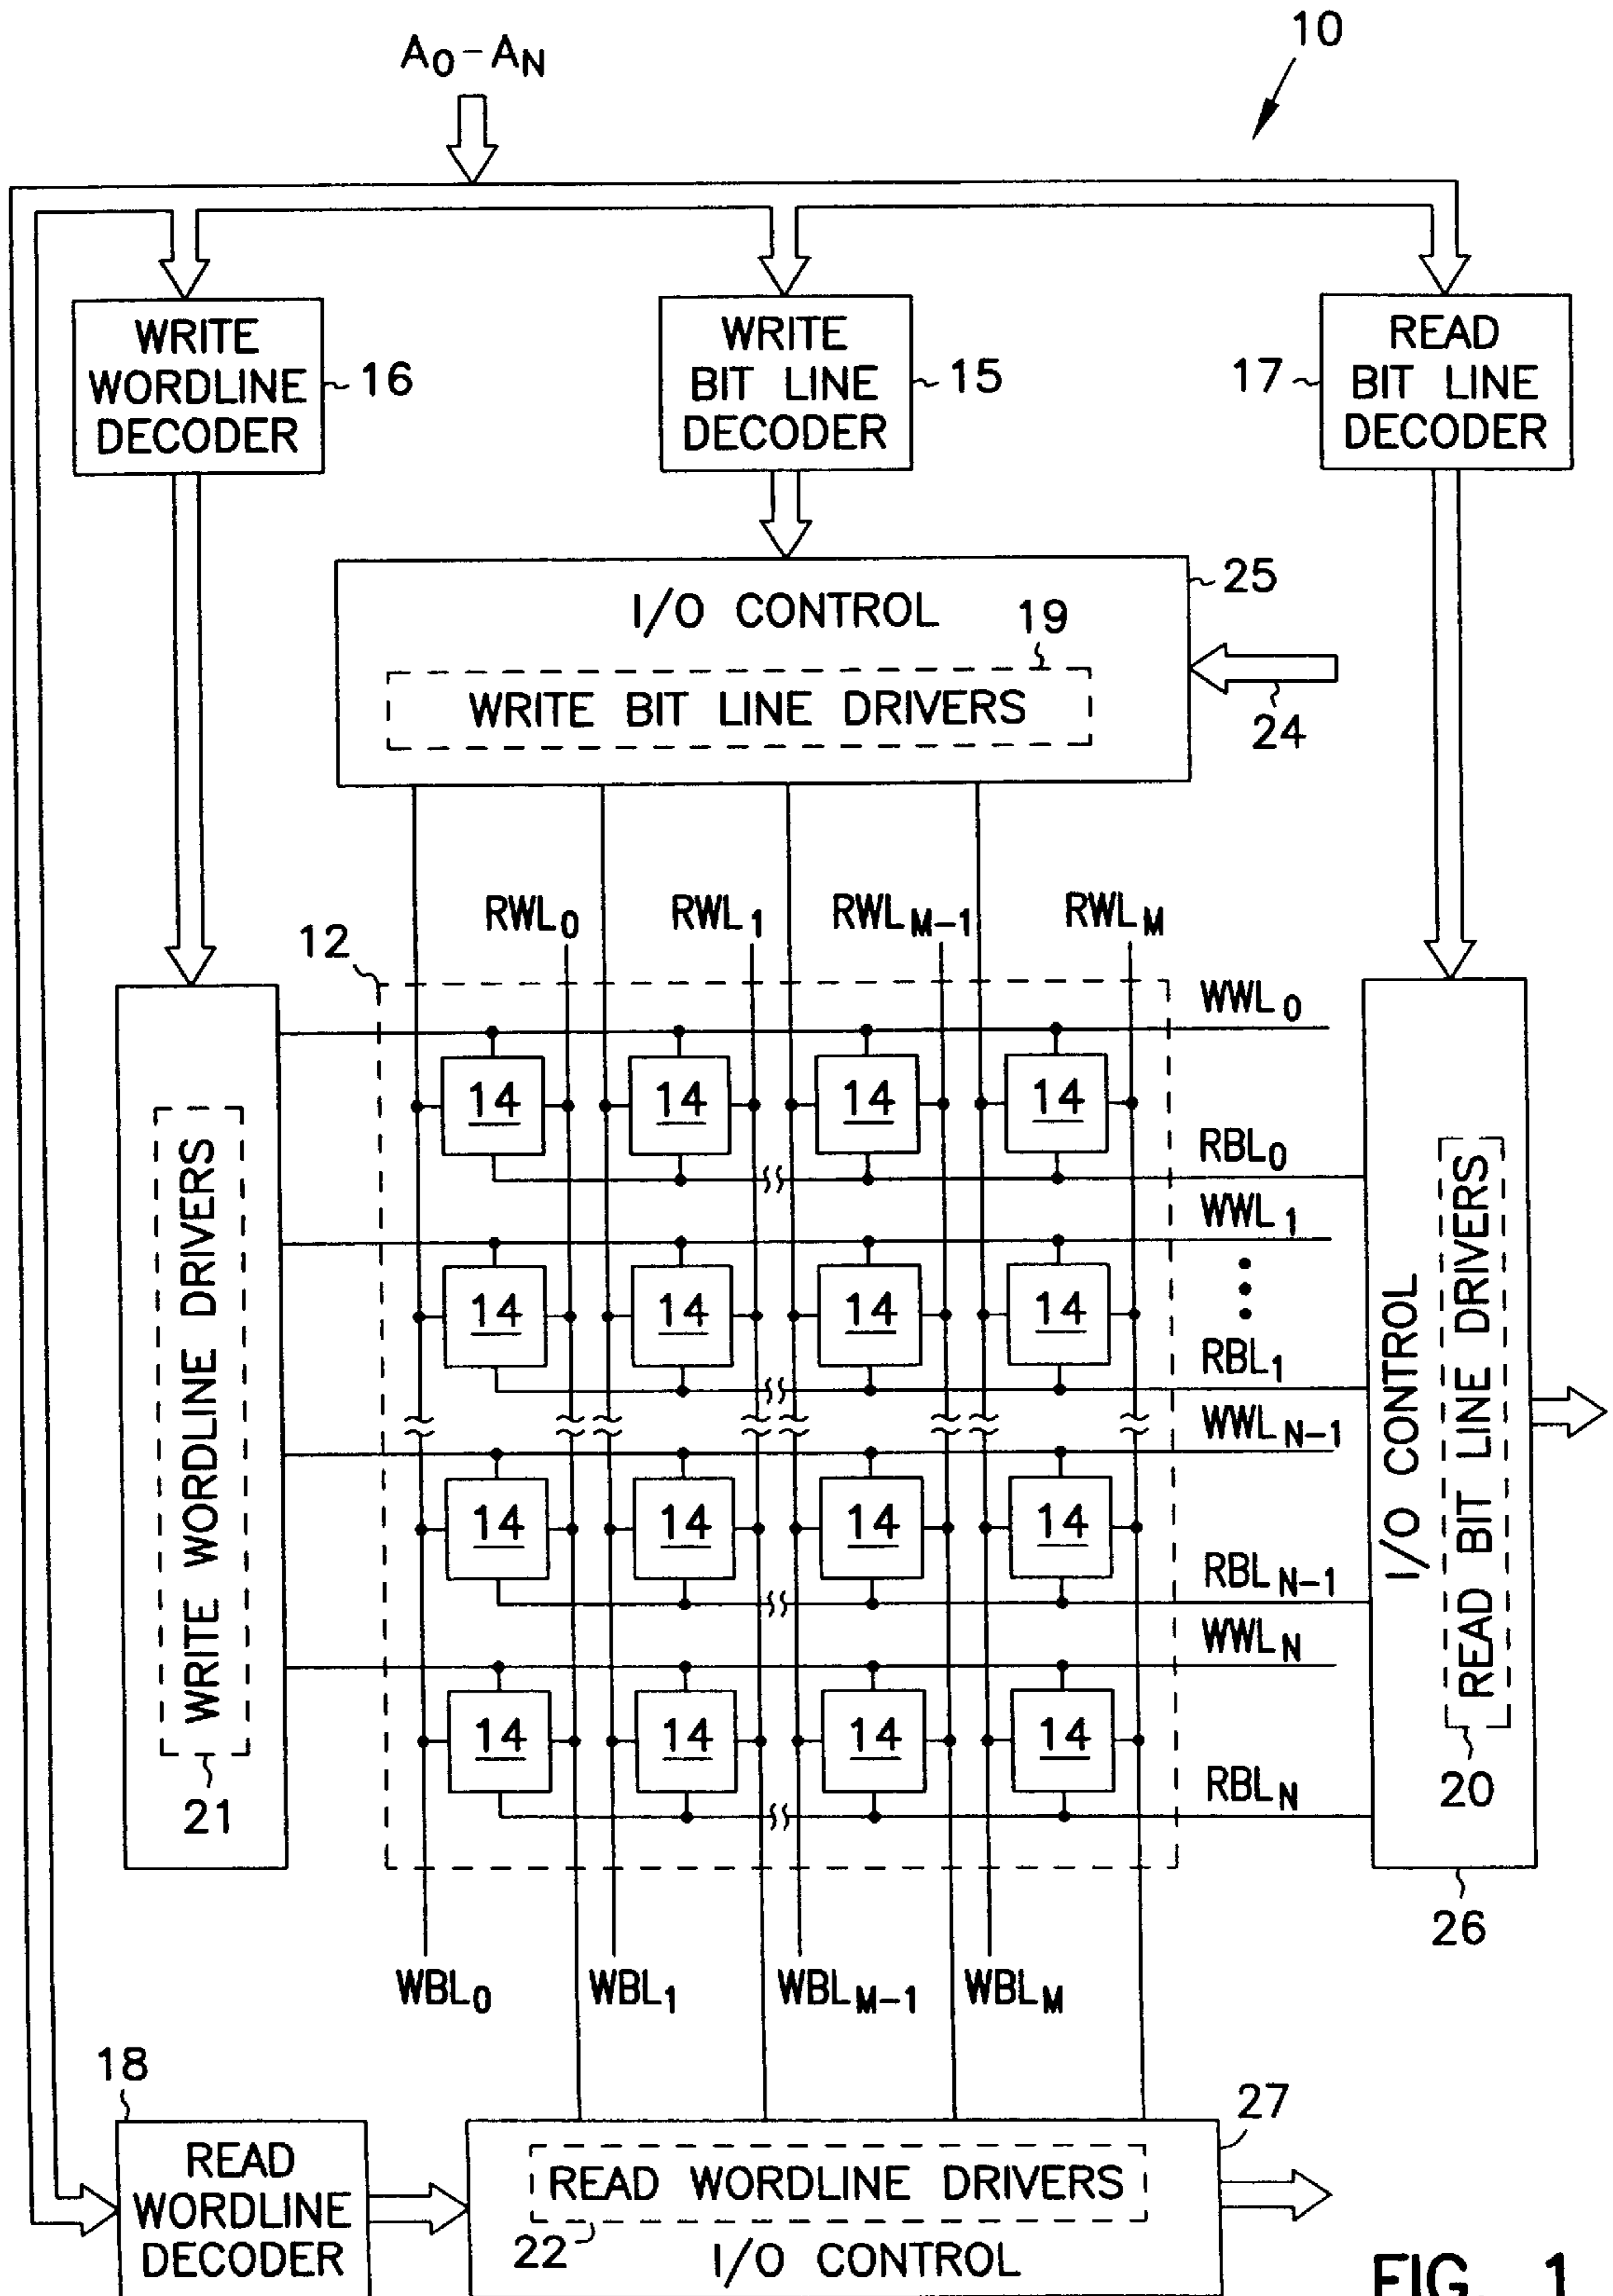 10
A0-AN
WRITE
WORDLINE
DECODER
16
WRITE
BIT LINE
DECODER
15
17
READ
BIT LINE
DECODER
25
I/O CONTROL
19
WRITE BIT LINE DRIVERS
24
RWL0
RWL1
RWLM-1
RWLM
12
WWL0
14 14 14 14
RBL0
WWL1
14 14 14 14
RBL1
WWLN-1
14 14 14 14
RBLN-1
WWLN
14 14 14 14
RBLN
WRITE WORDLINE DRIVERS
21
I/O CONTROL
READ BIT LINE DRIVERS
20
26
WBL0
WBL1
WBLM-1
WBLM
18
READ
WORDLINE
DECODER
27
READ WORDLINE DRIVERS
22
I/O CONTROL
FIG. 1